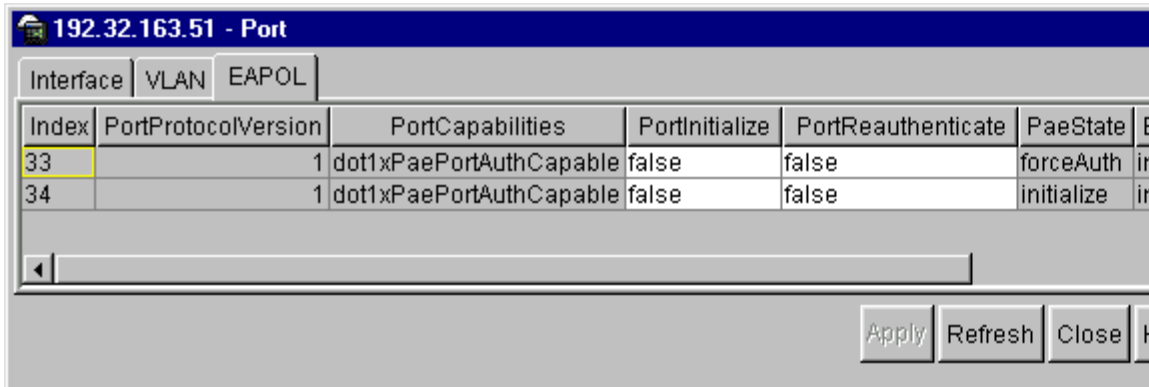 192.32.163.51 - Port
Interface VLAN EAPOL
Index PortProtocolVersion PortCapabilities PortInitialize PortReauthenticate PaeState
33 1 dot1xPaePortAuthCapable false false forceAuth
34 1 dot1xPaePortAuthCapable false false initialize
Apply Refresh Close